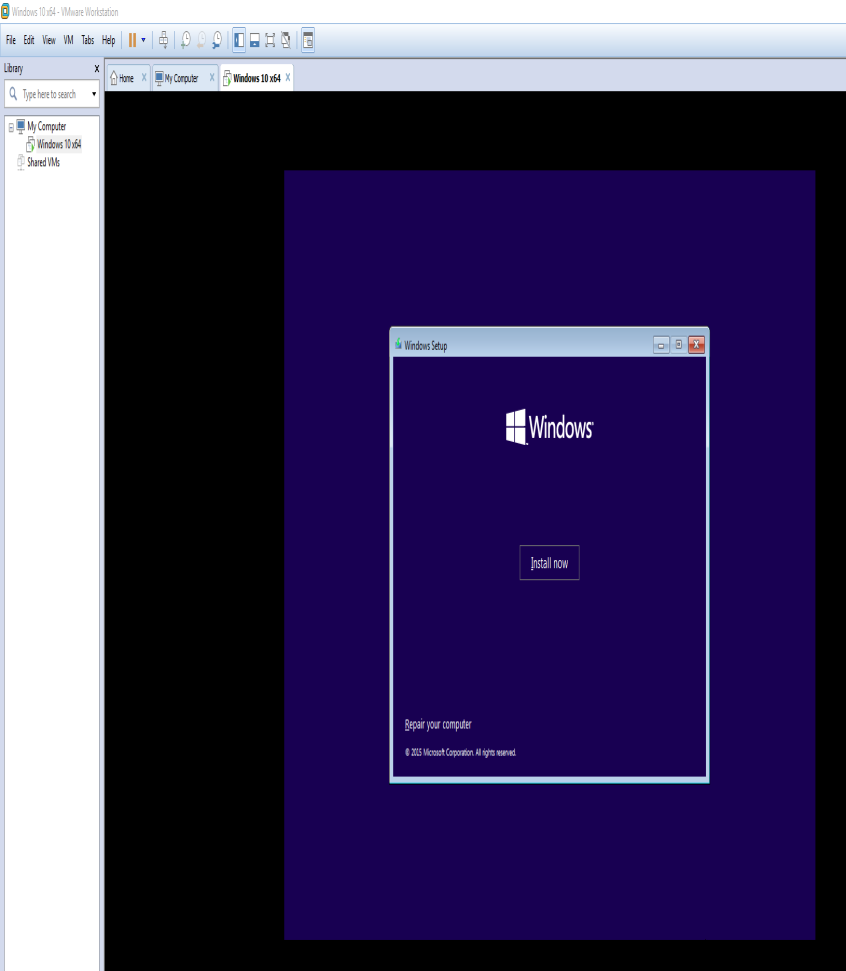 Windows 10 x64 - VMware Workstation
File Edit View VM Tabs Help
Library X
Home X My Computer X Windows 10 x64 X
Type here to search
My Computer
Windows 10 x64
Shared VMs
Windows Setup
Windows
Install now
Repair your computer
© 2015 Microsoft Corporation. All rights reserved.